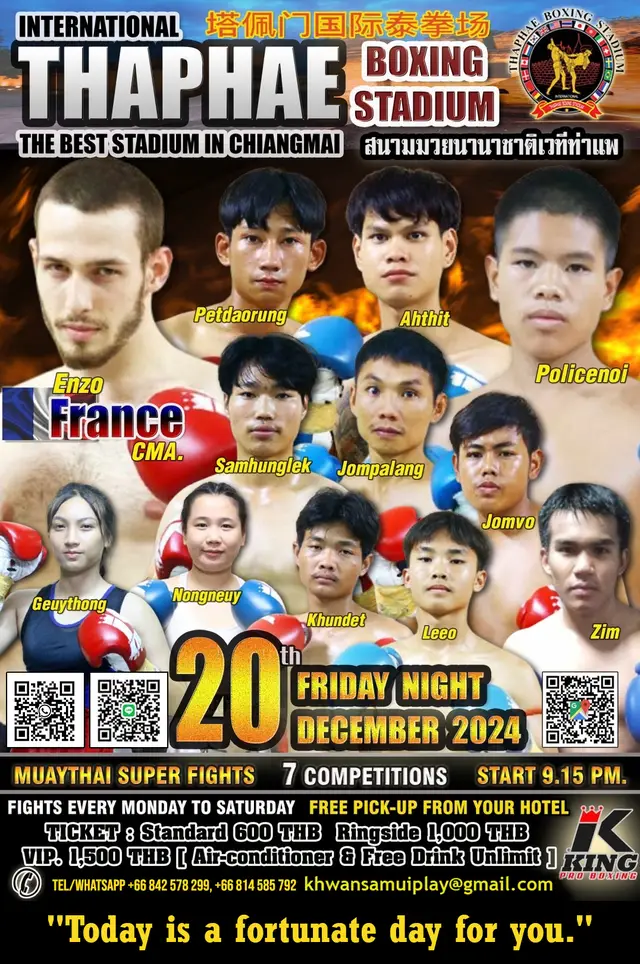 INTERNATIONAL
塔佩门国际泰拳场
THAPHAE
BOXING
STADIUM
THE BEST STADIUM IN CHIANGMAI
สนามมวยนานาชาติเวทีท่าแพ
THAPHAE BOXING STADIUM
INTERNATIONAL
Petdaorung
Ahthit
Enzo
Policenoi
France
CMA.
Samhunglek
Jompalang
Jomvo
Geuythong
Nongneuy
Khundet
Leeo
Zim
20th
FRIDAY NIGHT
DECEMBER 2024
MUAYTHAI SUPER FIGHTS 7 COMPETITIONS START 9.15 PM.
FIGHTS EVERY MONDAY TO SATURDAY FREE PICK-UP FROM YOUR HOTEL
TICKET : Standard 600 THB Ringside 1,000 THB
VIP. 1,500 THB [ Air-conditioner & Free Drink Unlimit ]
K
KING
PRO BOXING
TEL/WHATSAPP +66 842 578 299, +66 814 585 792 khwansamuiplay@gmail.com
"Today is a fortunate day for you."